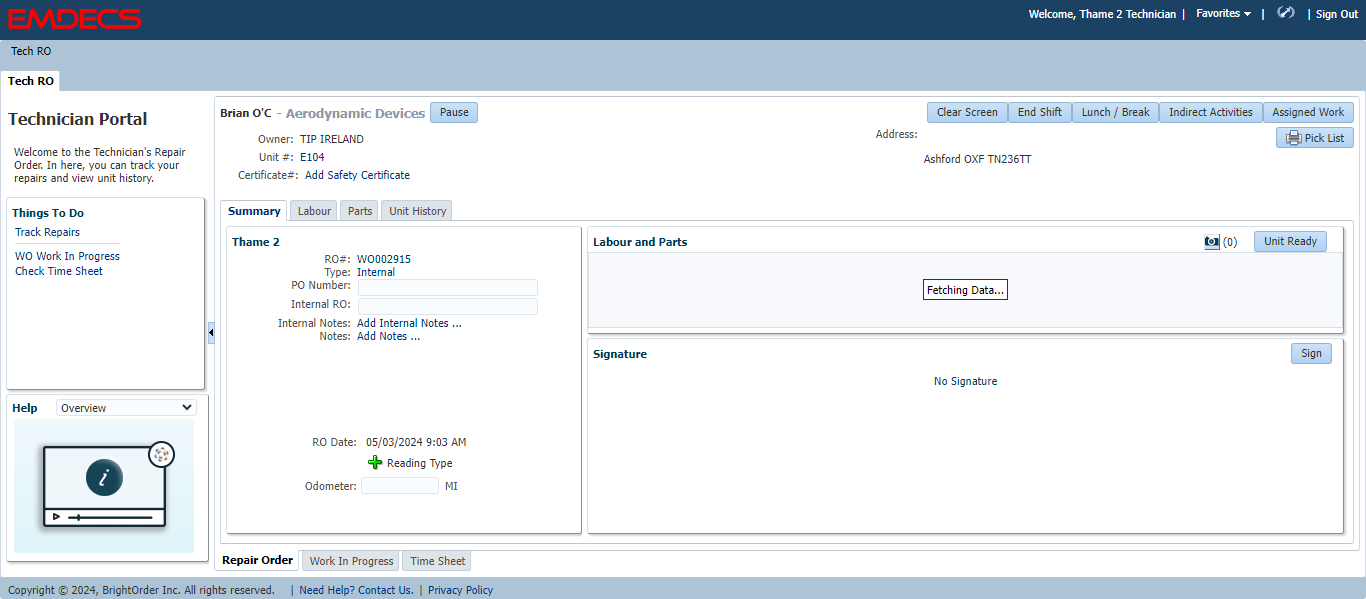 EMDECS
Welcome, Thame 2 Technician | Favorites | | Sign Out
Tech RO
Tech RO
Technician Portal
Welcome to the Technician's Repair
Order. In here, you can track your
repairs and view unit history.
Things To Do
Track Repairs
WO Work In Progress
Check Time Sheet
Help Overview
i
Brian O'C - Aerodynamic Devices Pause
Clear Screen End Shift Lunch / Break Indirect Activities Assigned Work
Owner: TIP IRELAND
Unit #: E104
Certificate#: Add Safety Certificate
Address:
Pick List
Ashford OXF TN236TT
Summary Labour Parts Unit History
Thame 2
RO#: WO002915
Type: Internal
PO Number:
Internal RO:
Internal Notes: Add Internal Notes ...
Notes: Add Notes ...
RO Date: 05/03/2024 9:03 AM
Reading Type
Odometer: MI
Labour and Parts (0) Unit Ready
Fetching Data...
Signature Sign
No Signature
Repair Order Work In Progress Time Sheet
Copyright © 2024, BrightOrder Inc. All rights reserved. | Need Help? Contact Us. | Privacy Policy